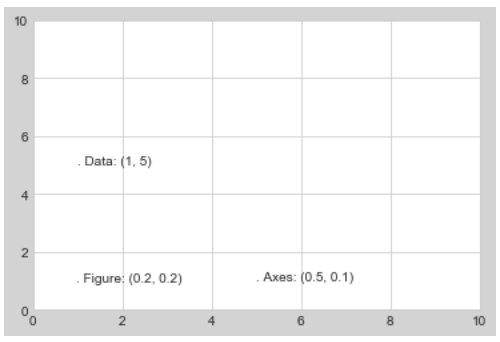 10
8
6
. Data: (1, 5)
4
2
. Figure: (0.2, 0.2) . Axes: (0.5, 0.1)
0
0 2 4 6 8 10